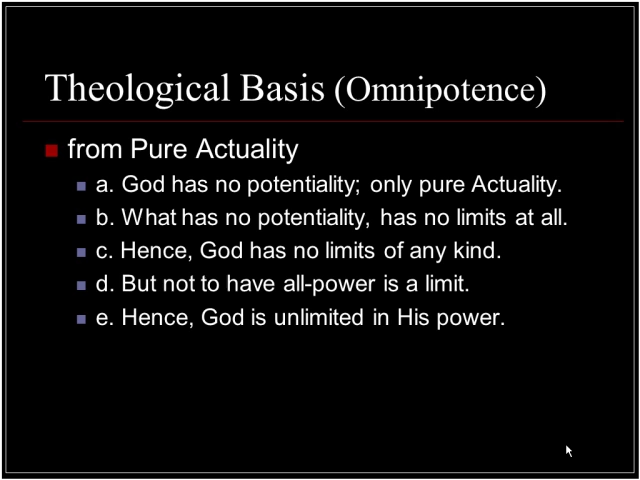 Theological Basis (Omnipotence)
from Pure Actuality
a. God has no potentiality; only pure Actuality.
b. What has no potentiality, has no limits at all.
c. Hence, God has no limits of any kind.
d. But not to have all-power is a limit.
e. Hence, God is unlimited in His power.